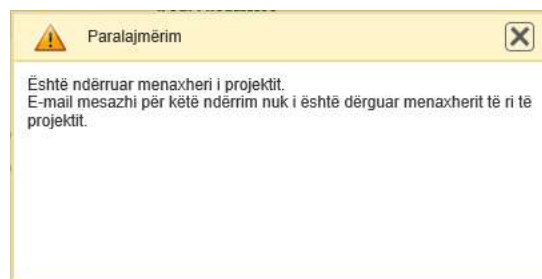 Paralajmërim
Është ndërruar menaxheri i projektit.
E-mail mesazhi për këtë ndërrim nuk i është dërguar menaxherit të ri të
projektit.